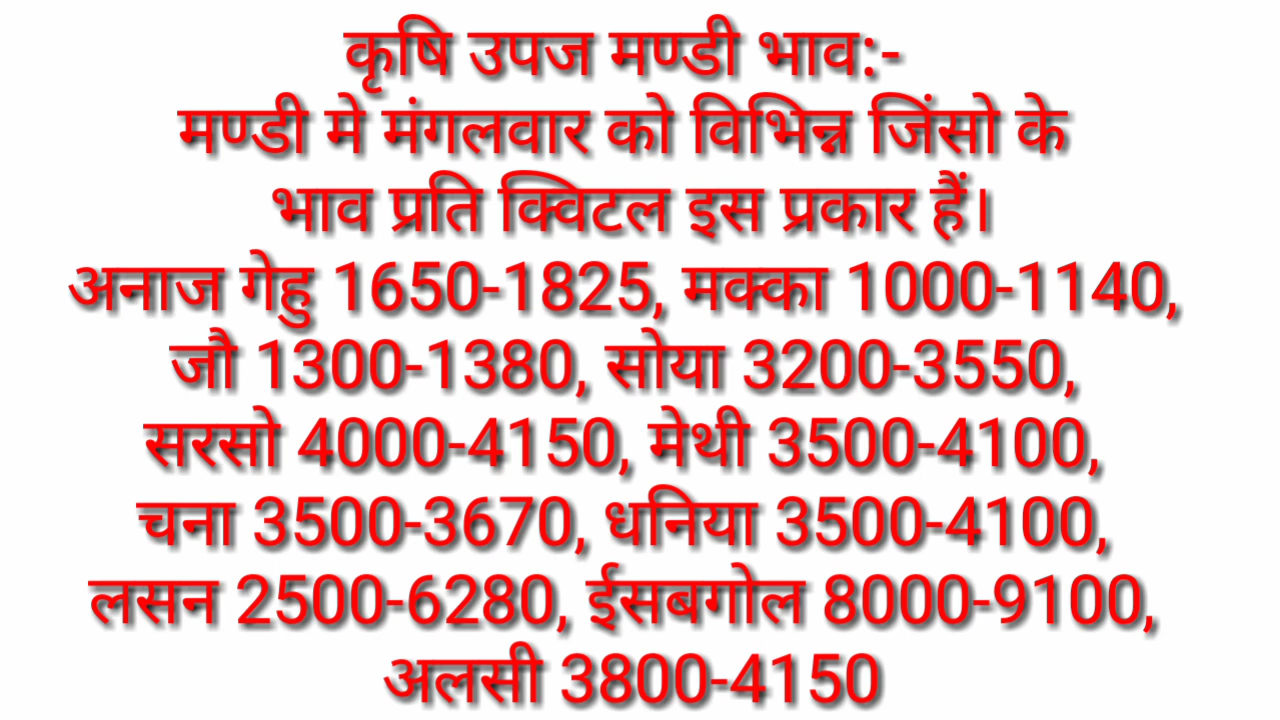 कृषि उपज मण्डी भाव:-
मण्डी मे मंगलवार को विभिन्न जिंसो के
भाव प्रति क्विटल इस प्रकार हैं।
अनाज गेहु 1650-1825, मक्का 1000-1140,
जौ 1300-1380, सोया 3200-3550,
सरसो 4000-4150, मेथी 3500-4100,
चना 3500-3670, धनिया 3500-4100,
लसन 2500-6280, ईसबगोल 8000-9100,
अलसी 3800-4150